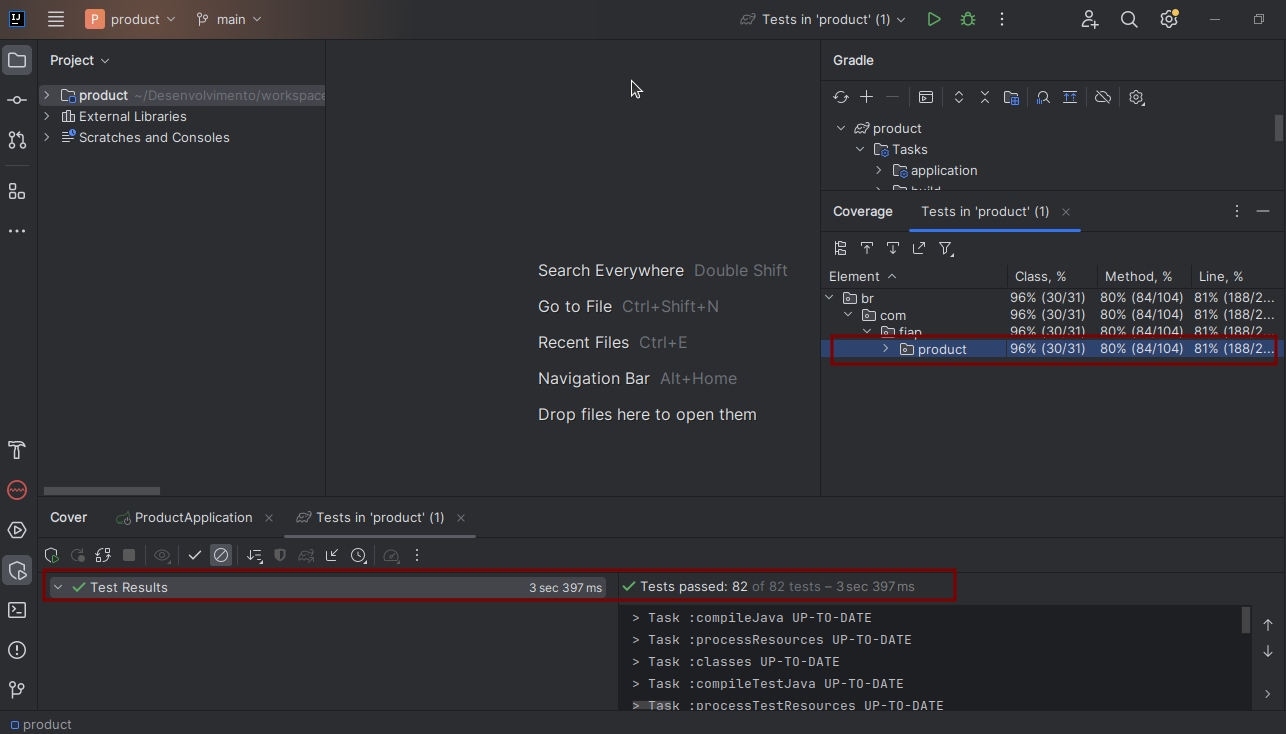 IJ
P product main Tests in 'product' (1)
Project
product ~/Desenvolvimento/workspace
External Libraries
Scratches and Consoles
Search Everywhere Double Shift
Go to File Ctrl+Shift+N
Recent Files Ctrl+E
Navigation Bar Alt+Home
Drop files here to open them
Gradle
product
Tasks
application
build
Coverage Tests in 'product' (1)
Element Class, % Method, % Line, %
br 96% (30/31) 80% (84/104) 81% (188/2...
com 96% (30/31) 80% (84/104) 81% (188/2...
fiap 96% (30/31) 80% (84/104) 81% (188/2...
product 96% (30/31) 80% (84/104) 81% (188/2...
Cover ProductApplication Tests in 'product' (1)
Test Results 3 sec 397 ms
Tests passed: 82 of 82 tests – 3 sec 397 ms
> Task :compileJava UP-TO-DATE
> Task :processResources UP-TO-DATE
> Task :classes UP-TO-DATE
> Task :compileTestJava UP-TO-DATE
> Task :processTestResources UP-TO-DATE
product